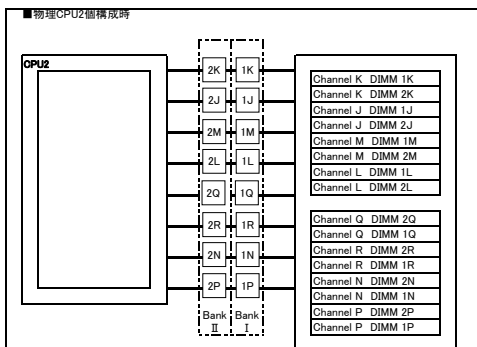 ■物理CPU2個構成時
CPU2
2K 1K
2J 1J
2M 1M
2L 1L
2Q 1Q
2R 1R
2N 1N
2P 1P
Bank Bank
Ⅱ Ⅰ
Channel K DIMM 1K
Channel K DIMM 2K
Channel J DIMM 1J
Channel J DIMM 2J
Channel M DIMM 1M
Channel M DIMM 2M
Channel L DIMM 1L
Channel L DIMM 2L
Channel Q DIMM 2Q
Channel Q DIMM 1Q
Channel R DIMM 2R
Channel R DIMM 1R
Channel N DIMM 2N
Channel N DIMM 1N
Channel P DIMM 2P
Channel P DIMM 1P